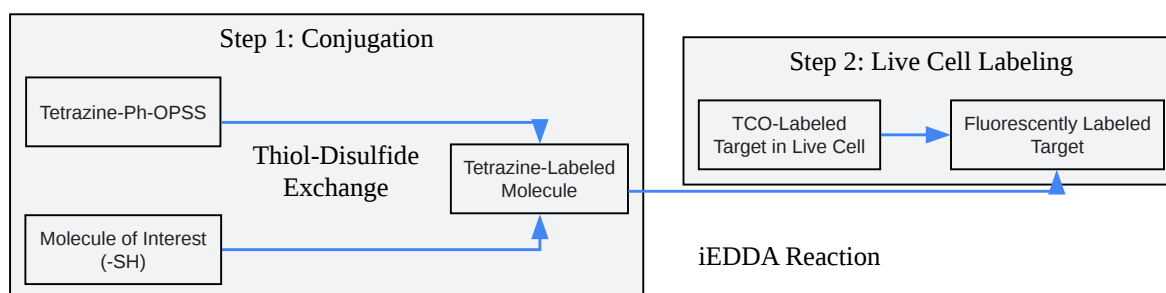 Step 1: Conjugation
Tetrazine-Ph-OPSS
Thiol-Disulfide
Exchange
Tetrazine-Labeled
Molecule
Molecule of Interest
(-SH)
Step 2: Live Cell Labeling
TCO-Labeled
Target in Live Cell
Fluorescently Labeled
Target
iEDDA Reaction